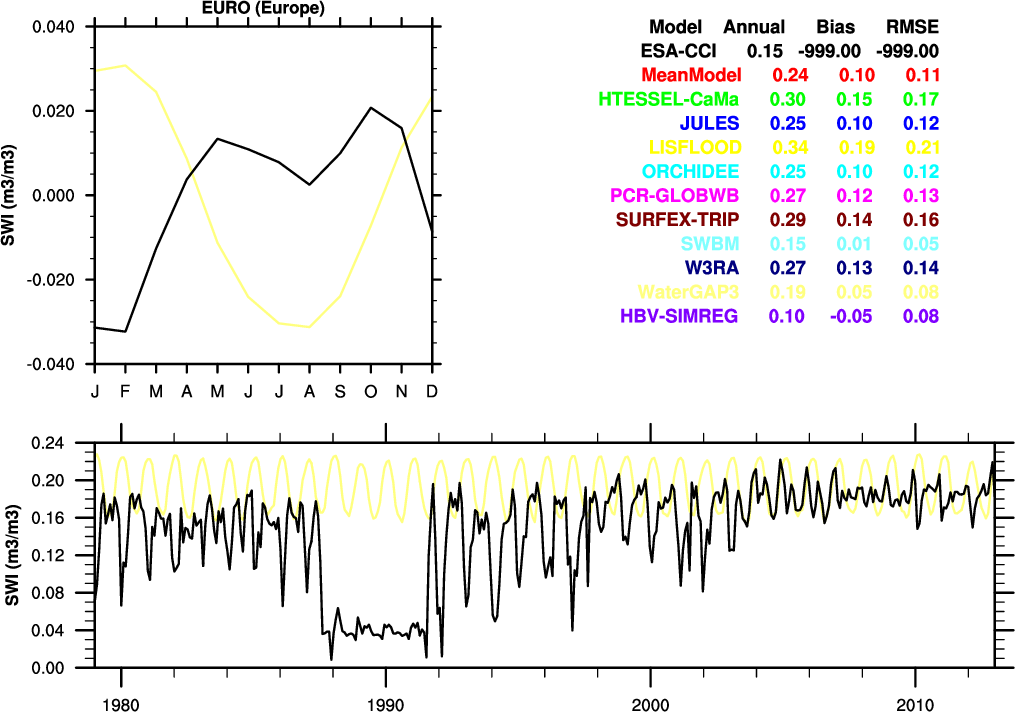 EURO (Europe)
0.040
0.020
0.000
-0.020
-0.040
SWI (m3/m3)
J F M A M J J A S O N D
Model Annual Bias RMSE
ESA-CCI 0.15 -999.00 -999.00
MeanModel 0.24 0.10 0.11
HTESSEL-CaMa 0.30 0.15 0.17
JULES 0.25 0.10 0.12
LISFLOOD 0.34 0.19 0.21
ORCHIDEE 0.25 0.10 0.12
PCR-GLOBWB 0.27 0.12 0.13
SURFEX-TRIP 0.29 0.14 0.16
SWBM 0.15 0.01 0.05
W3RA 0.27 0.13 0.14
WaterGAP3 0.19 0.05 0.08
HBV-SIMREG 0.10 -0.05 0.08
0.24
0.20
0.16
0.12
0.08
0.04
0.00
SWI (m3/m3)
1980 1990 2000 2010